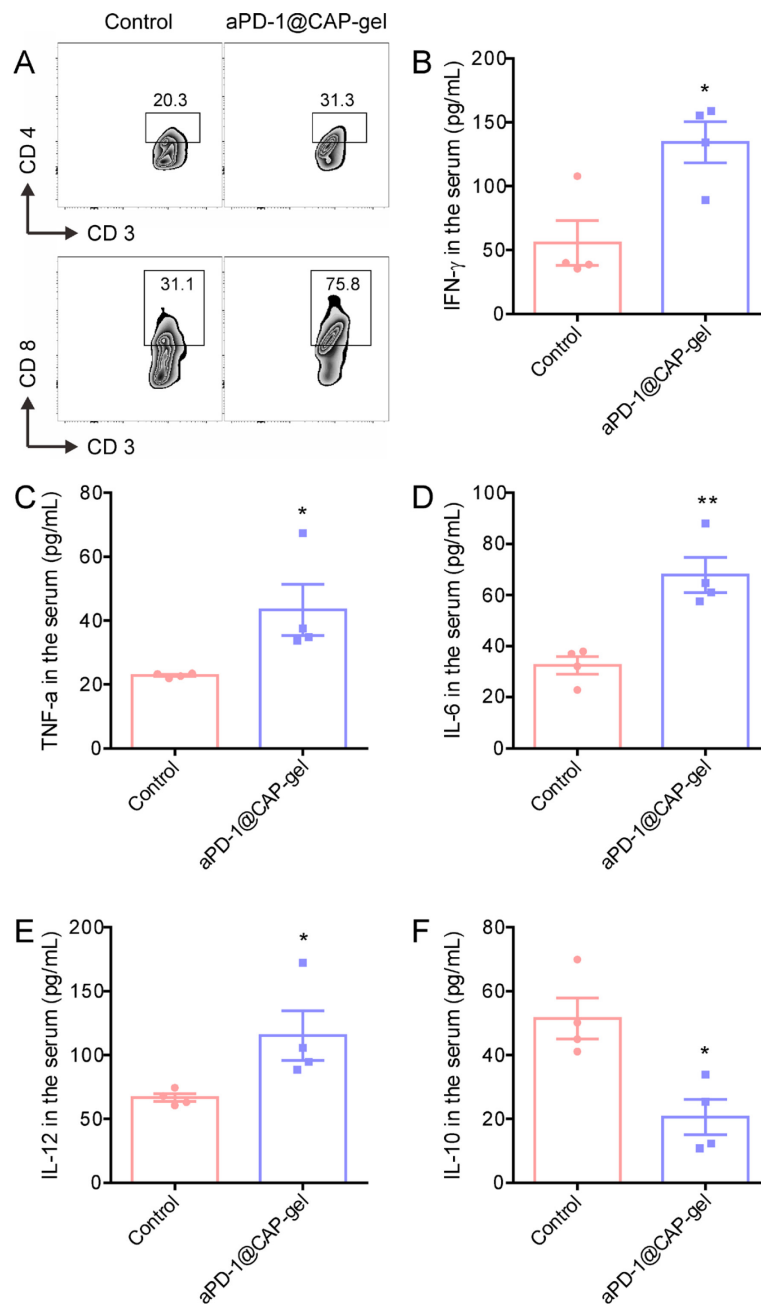 Control aPD-1@CAP-gel
A
20.3 31.3
CD 4
CD 3
31.1 75.8
CD 8
CD 3
B
IFN-γ in the serum (pg/mL)
200
150
100
50
0
*
Control
aPD-1@CAP-gel
C
TNF-a in the serum (pg/mL)
80
60
40
20
0
*
Control
aPD-1@CAP-gel
D
IL-6 in the serum (pg/mL)
100
80
60
40
20
0
**
Control
aPD-1@CAP-gel
E
IL-12 in the serum (pg/mL)
200
150
100
50
0
*
Control
aPD-1@CAP-gel
F
IL-10 in the serum (pg/mL)
80
60
40
20
0
*
Control
aPD-1@CAP-gel